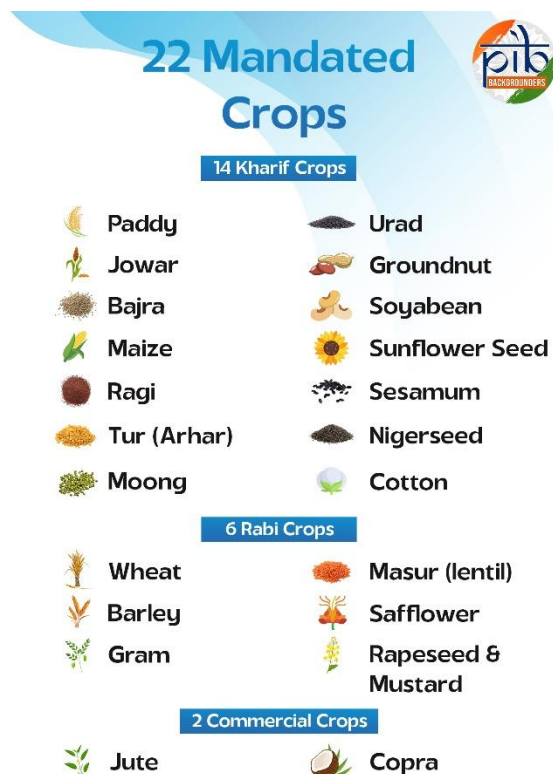 22 Mandated
Crops
pib
BACKGROUNDERS
14 Kharif Crops
Paddy
Jowar
Bajra
Maize
Ragi
Tur (Arhar)
Moong
Urad
Groundnut
Soyabean
Sunflower Seed
Sesamum
Nigerseed
Cotton
6 Rabi Crops
Wheat
Barley
Gram
Masur (lentil)
Safflower
Rapeseed &
Mustard
2 Commercial Crops
Jute
Copra